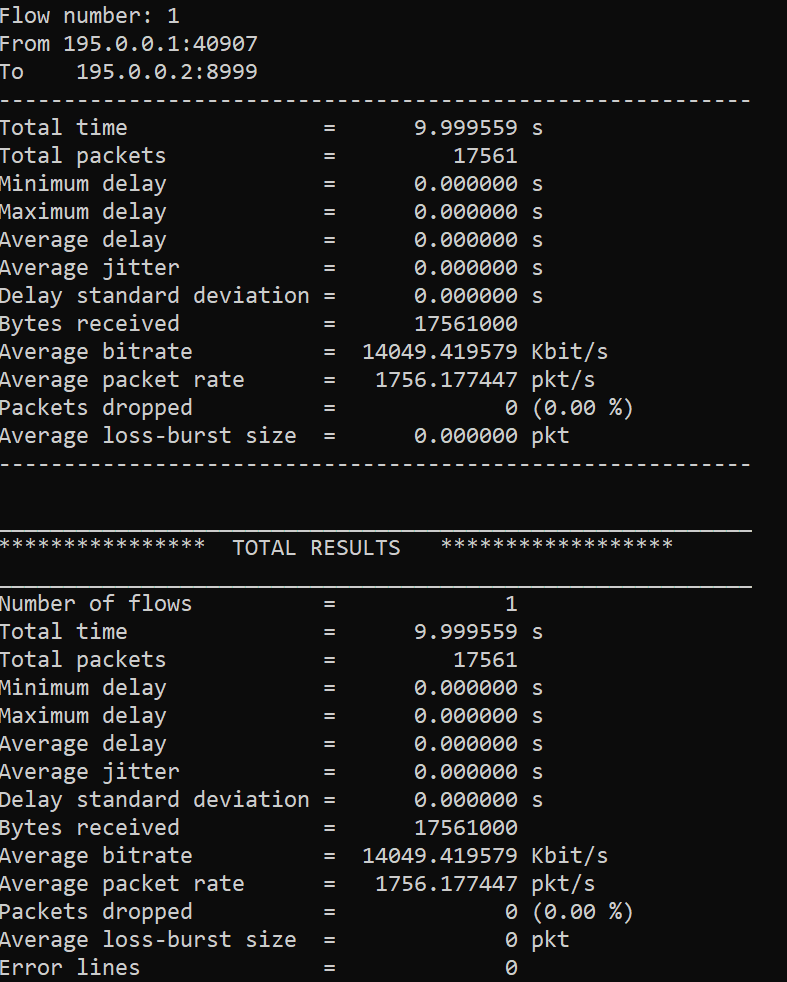 Flow number: 1
From 195.0.0.1:40907
To    195.0.0.2:8999
----------------------------------------------------------
Total time               =      9.999559 s
Total packets            =         17561
Minimum delay            =      0.000000 s
Maximum delay            =      0.000000 s
Average delay            =      0.000000 s
Average jitter           =      0.000000 s
Delay standard deviation =      0.000000 s
Bytes received           =      17561000
Average bitrate          =  14049.419579 Kbit/s
Average packet rate      =   1756.177447 pkt/s
Packets dropped          =             0 (0.00 %)
Average loss-burst size  =      0.000000 pkt
----------------------------------------------------------
__________________________________________________________
****************  TOTAL RESULTS   ******************
__________________________________________________________
Number of flows          =             1
Total time               =      9.999559 s
Total packets            =         17561
Minimum delay            =      0.000000 s
Maximum delay            =      0.000000 s
Average delay            =      0.000000 s
Average jitter           =      0.000000 s
Delay standard deviation =      0.000000 s
Bytes received           =      17561000
Average bitrate          =  14049.419579 Kbit/s
Average packet rate      =   1756.177447 pkt/s
Packets dropped          =             0 (0.00 %)
Average loss-burst size  =             0 pkt
Error lines              =             0